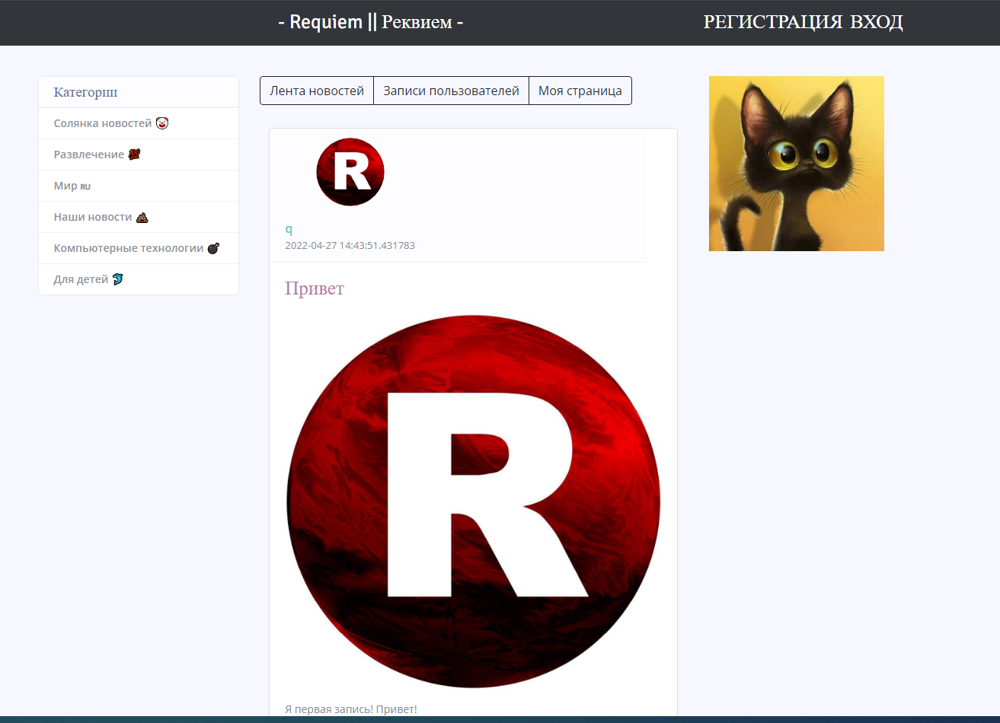 - Requiem || Реквием -
РЕГИСТРАЦИЯ ВХОД
Категории
Солянка новостей 🤡
Развлечение 💯
Мир RU
Наши новости 💩
Компьютерные технологии 💣
Для детей 🐬
Лента новостей
Записи пользователей
Моя страница
R
q
2022-04-27 14:43:51.431783
Привет
R
Я первая запись! Привет!